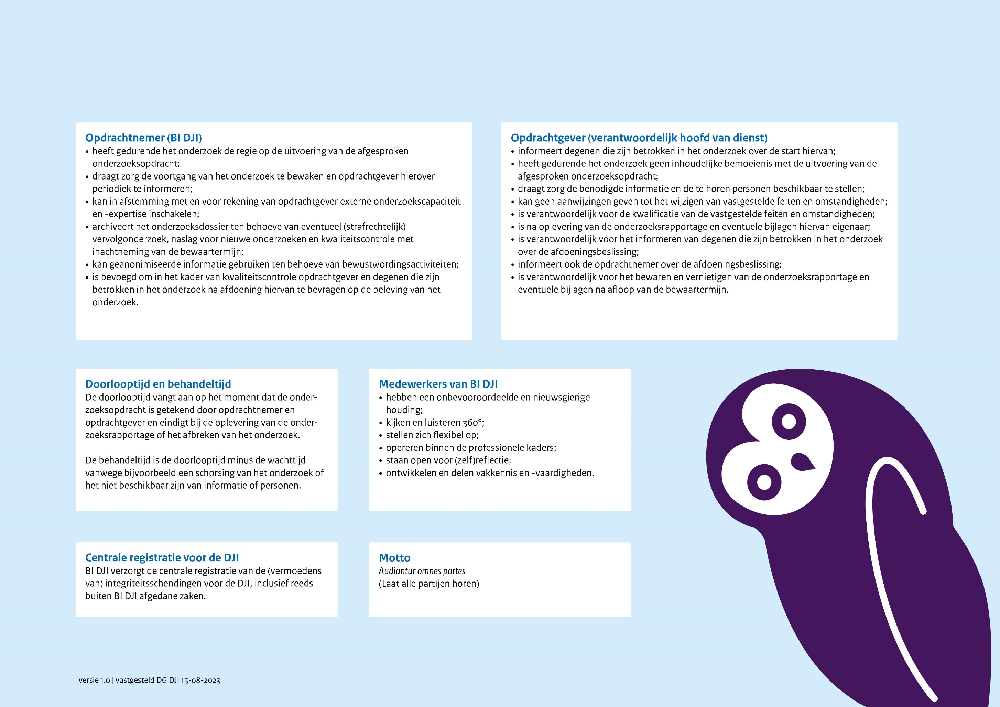 Opdrachtnemer (BI DJI)
• heeft gedurende het onderzoek de regie op de uitvoering van de afgesproken
onderzoeksopdracht;
• draagt zorg de voortgang van het onderzoek te bewaken en opdrachtgever hierover
periodiek te informeren;
• kan in afstemming met en voor rekening van opdrachtgever externe onderzoekscapaciteit
en -expertise inschakelen;
• archiveert het onderzoeksdossier ten behoeve van eventueel (strafrechtelijk)
vervolgonderzoek, naslag voor nieuwe onderzoeken en kwaliteitscontrole met
inachtneming van de bewaartermijn;
• kan geanonimiseerde informatie gebruiken ten behoeve van bewustwordingsactiviteiten;
• is bevoegd om in het kader van kwaliteitscontrole opdrachtgever en degenen die zijn
betrokken in het onderzoek na afdoening hiervan te bevragen op de beleving van het
onderzoek.
Opdrachtgever (verantwoordelijk hoofd van dienst)
• informeert degenen die zijn betrokken in het onderzoek over de start hiervan;
• heeft gedurende het onderzoek geen inhoudelijke bemoeienis met de uitvoering van de
afgesproken onderzoeksopdracht;
• draagt zorg de benodigde informatie en de te horen personen beschikbaar te stellen;
• kan geen aanwijzingen geven tot het wijzigen van vastgestelde feiten en omstandigheden;
• is verantwoordelijk voor de kwalificatie van de vastgestelde feiten en omstandigheden;
• is na oplevering van de onderzoeksrapportage en eventuele bijlagen hiervan eigenaar;
• is verantwoordelijk voor het informeren van degenen die zijn betrokken in het onderzoek
over de afdoeningsbeslissing;
• informeert ook de opdrachtnemer over de afdoeningsbeslissing;
• is verantwoordelijk voor het bewaren en vernietigen van de onderzoeksrapportage en
eventuele bijlagen na afloop van de bewaartermijn.
Doorlooptijd en behandeltijd
De doorlooptijd vangt aan op het moment dat de onder-
zoeksopdracht is getekend door opdrachtnemer en
opdrachtgever en eindigt bij de oplevering van de onder-
zoeksrapportage of het afbreken van het onderzoek.
De behandeltijd is de doorlooptijd minus de wachttijd
vanwege bijvoorbeeld een schorsing van het onderzoek of
het niet beschikbaar zijn van informatie of personen.
Medewerkers van BI DJI
• hebben een onbevooroordeelde en nieuwsgierige
houding;
• kijken en luisteren 360°;
• stellen zich flexibel op;
• opereren binnen de professionele kaders;
• staan open voor (zelf)reflectie;
• ontwikkelen en delen vakkennis en -vaardigheden.
Centrale registratie voor de DJI
BI DJI verzorgt de centrale registratie van de (vermoedens
van) integriteitsschendingen voor de DJI, inclusief reeds
buiten BI DJI afgedane zaken.
Motto
Audiantur omnes partes
(Laat alle partijen horen)
versie 1.0 | vastgesteld DG DJI 15-08-2023